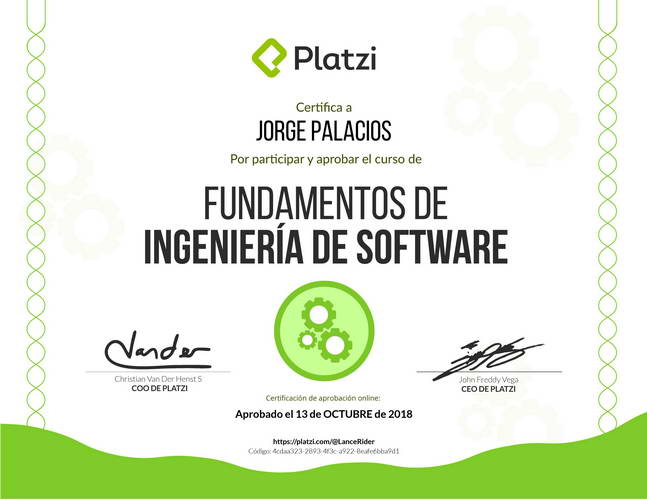 Platzi
Certifica a
JORGE PALACIOS
Por participar y aprobar el curso de
FUNDAMENTOS DE
INGENIERÍA DE SOFTWARE
Vander
Christian Van Der Henst S
COO DE PLATZI
John Freddy Vega
CEO DE PLATZI
Certificación de aprobación online:
Aprobado el 13 de OCTUBRE de 2018
https://platzi.com/@LanceRider
Código: 4cdaa323-2893-4f3c-a922-8eafe6bba9d1